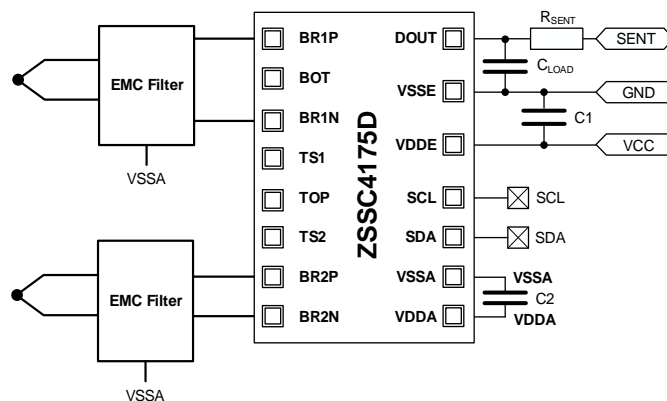 EMC Filter
VSSA
EMC Filter
VSSA
BR1P
BOT
BR1N
TS1
TOP
TS2
BR2P
BR2N
ZSSC4175D
DOUT
VSSE
VDDE
SCL
SDA
VSSA
VDDA
RSENT
CLOAD
C1
SENT
GND
VCC
SCL
SDA
VSSA
C2
VDDA